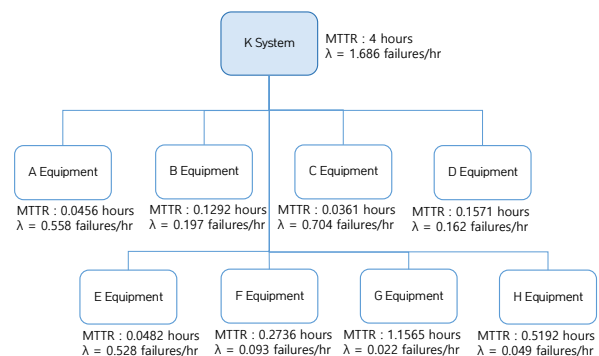 K System
MTTR : 4 hours
λ = 1.686 failures/hr
A Equipment
MTTR : 0.0456 hours
λ = 0.558 failures/hr
B Equipment
MTTR : 0.1292 hours
λ = 0.197 failures/hr
C Equipment
MTTR : 0.0361 hours
λ = 0.704 failures/hr
D Equipment
MTTR : 0.1571 hours
λ = 0.162 failures/hr
E Equipment
MTTR : 0.0482 hours
λ = 0.528 failures/hr
F Equipment
MTTR : 0.2736 hours
λ = 0.093 failures/hr
G Equipment
MTTR : 1.1565 hours
λ = 0.022 failures/hr
H Equipment
MTTR : 0.5192 hours
λ = 0.049 failures/hr